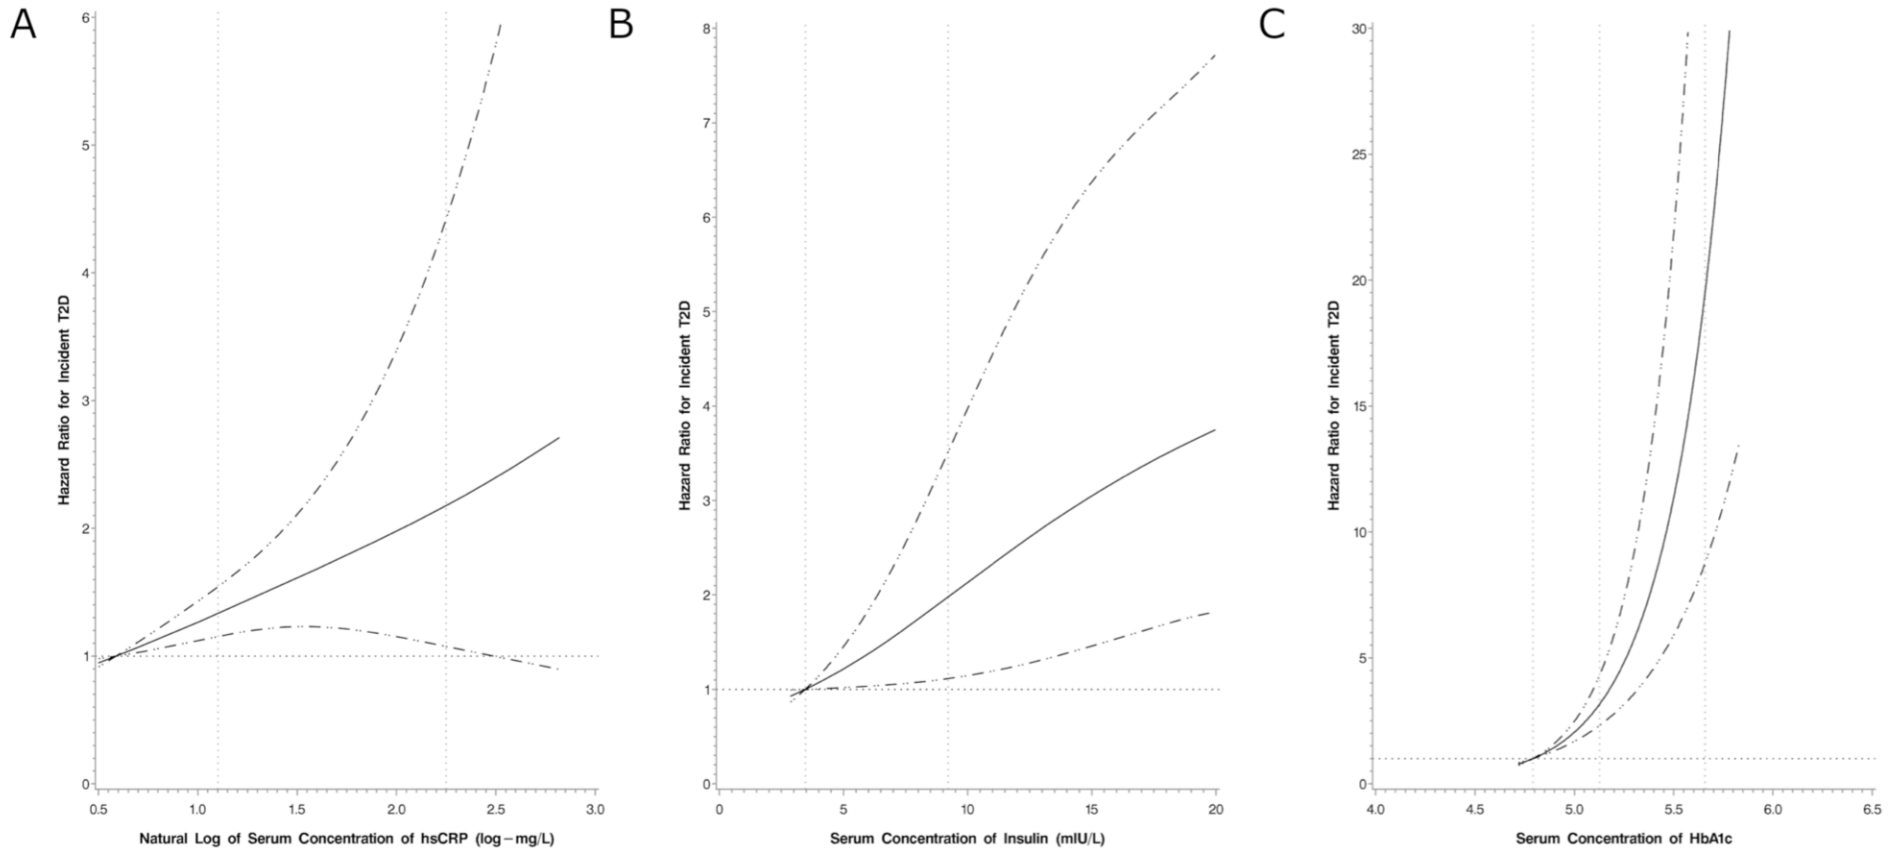 A
6
5
4
3
2
1
0
Hazard Ratio for Incident T2D
0.5 1.0 1.5 2.0 2.5 3.0
Natural Log of Serum Concentration of hsCRP (log−mg/L)
B
8
7
6
5
4
3
2
1
0
Hazard Ratio for Incident T2D
0 5 10 15 20
Serum Concentration of Insulin (mIU/L)
C
30
25
20
15
10
5
0
Hazard Ratio for Incident T2D
4.0 4.5 5.0 5.5 6.0 6.5
Serum Concentration of HbA1c